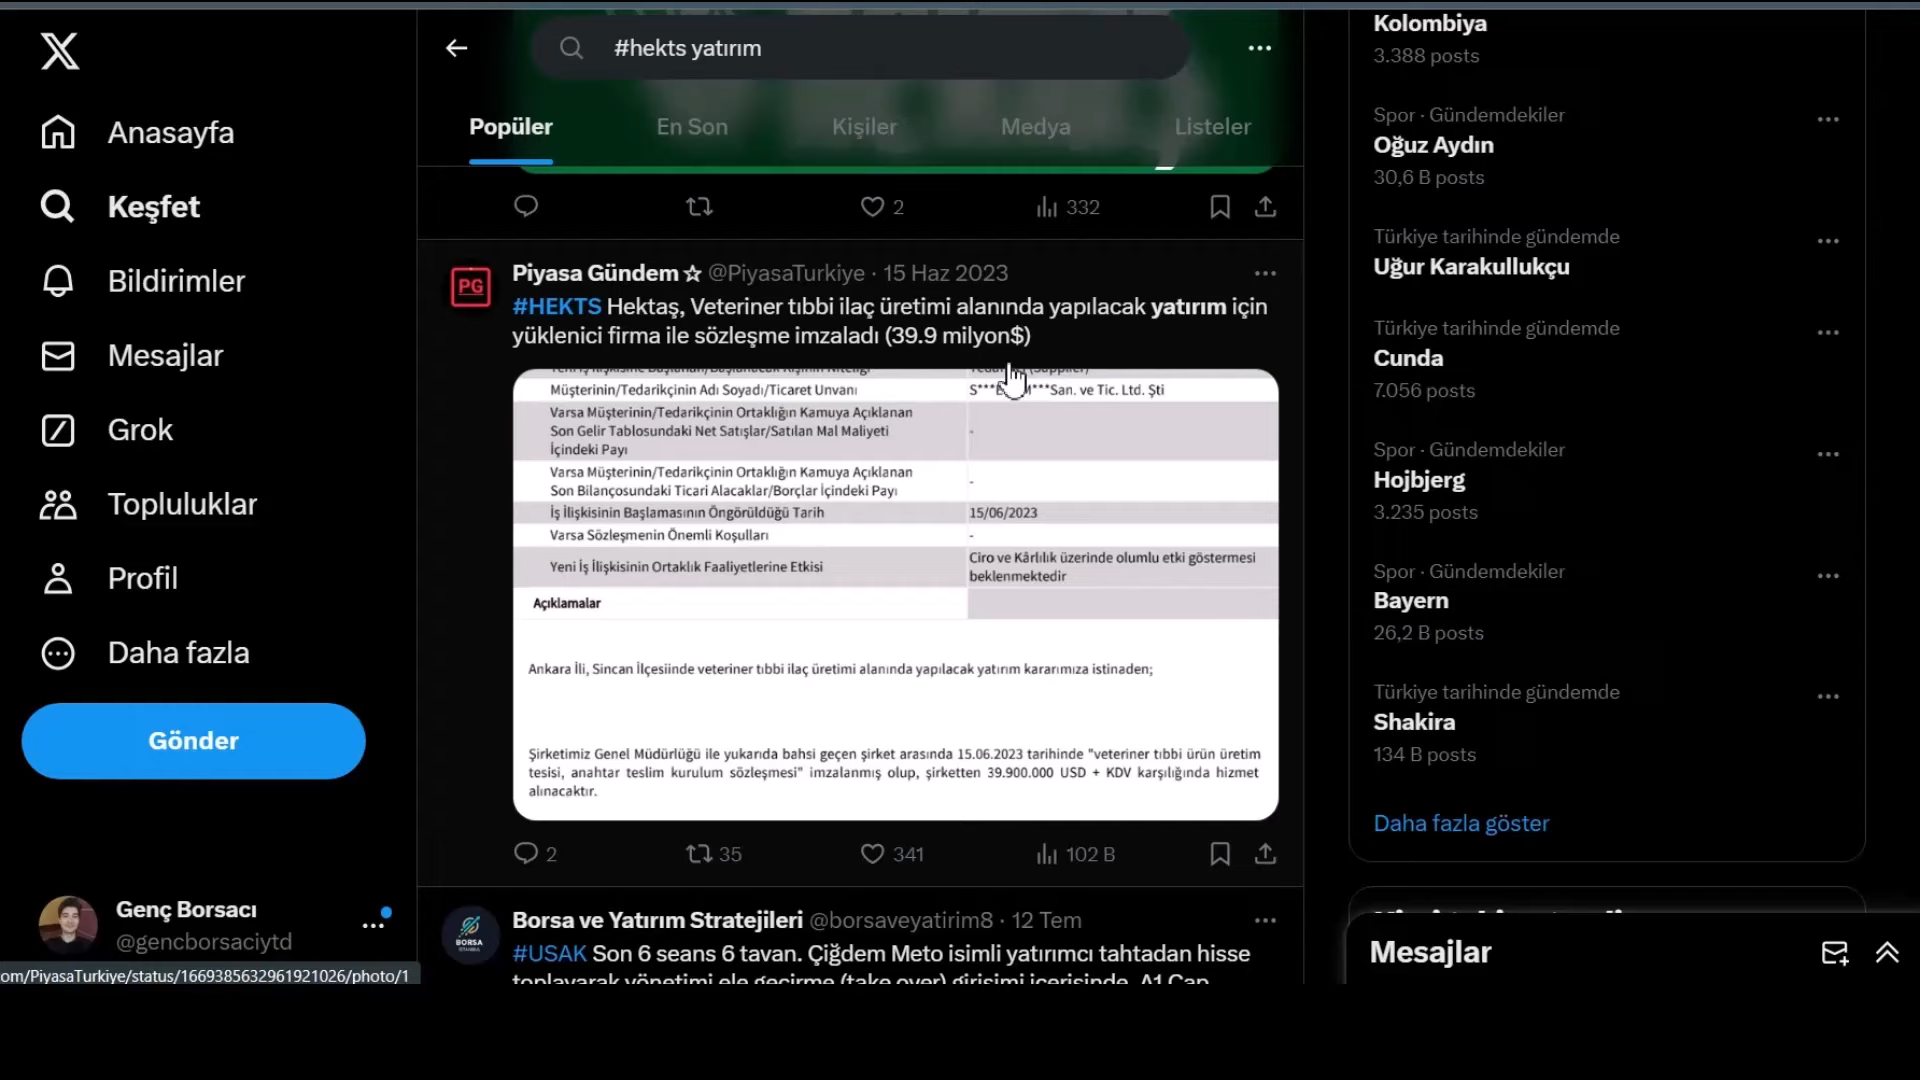 Anasayfa
Keşfet
Bildirimler
Mesajlar
Grok
Topluluklar
Profil
Daha fazla
Gönder
Genç Borsacı
@gencborsaciytd
om/PiyasaTurkiye/status/1669385632961921026/photo/1
#hekts yatırım
Popüler
En Son
Kişiler
Medya
Listeler
2
332
Piyasa Gündem ☆ @PiyasaTurkiye · 15 Haz 2023
#HEKTS Hektaş, Veteriner tıbbi ilaç üretimi alanında yapılacak yatırım için
yüklenici firma ile sözleşme imzaladı (39.9 milyon$)
PG
Müşterinin/Tedarikçinin Adı Soyadı/Ticaret Unvanı
San. ve Tic. Ltd. Şti
Varsa Müşterinin/Tedarikçinin Ortaklığın Kamuya Açıklanan
Son Gelir Tablosundaki Net Satışlar/Satılan Mal Maliyeti
İçindeki Payı
-
Varsa Müşterinin/Tedarikçinin Ortaklığın Kamuya Açıklanan
Son Bilançosundaki Ticari Alacaklar/Borçlar İçindeki Payı
-
İş İlişkisinin Başlamasının Öngörüldüğü Tarih
15/06/2023
Varsa Sözleşmenin Önemli Koşulları
-
Yeni İş İlişkisinin Ortaklık Faaliyetlerine Etkisi
Ciro ve Kârlılık üzerinde olumlu etki göstermesi
beklenmektedir
Açıklamalar
Ankara İli, Sincan İlçesiinde veteriner tıbbi ilaç üretimi alanında yapılacak yatırım kararımıza istinaden;
Şirketimiz Genel Müdürlüğü ile yukarıda bahsi geçen şirket arasında 15.06.2023 tarihinde "veteriner tıbbi ürün üretim
tesisi, anahtar teslim kurulum sözleşmesi" imzalanmış olup, şirketten 39.900.000 USD + KDV karşılığında hizmet
alınacaktır.
2
35
341
102 B
BORSA
Borsa ve Yatırım Stratejileri @borsaveyatirim8 · 12 Tem
#USAK Son 6 seans 6 tavan. Çiğdem Meto isimli yatırımcı tahtadan hisse
toplayarak yönetimi ele geçirme (take over) girişimi içerisinde. A1 Cap
Kolombiya
3.388 posts
Spor · Gündemdekiler
Oğuz Aydın
30,6 B posts
Türkiye tarihinde gündemde
Uğur Karakullukçu
Türkiye tarihinde gündemde
Cunda
7.056 posts
Spor · Gündemdekiler
Hojbjerg
3.235 posts
Spor · Gündemdekiler
Bayern
26,2 B posts
Türkiye tarihinde gündemde
Shakira
134 B posts
Daha fazla göster
Mesajlar